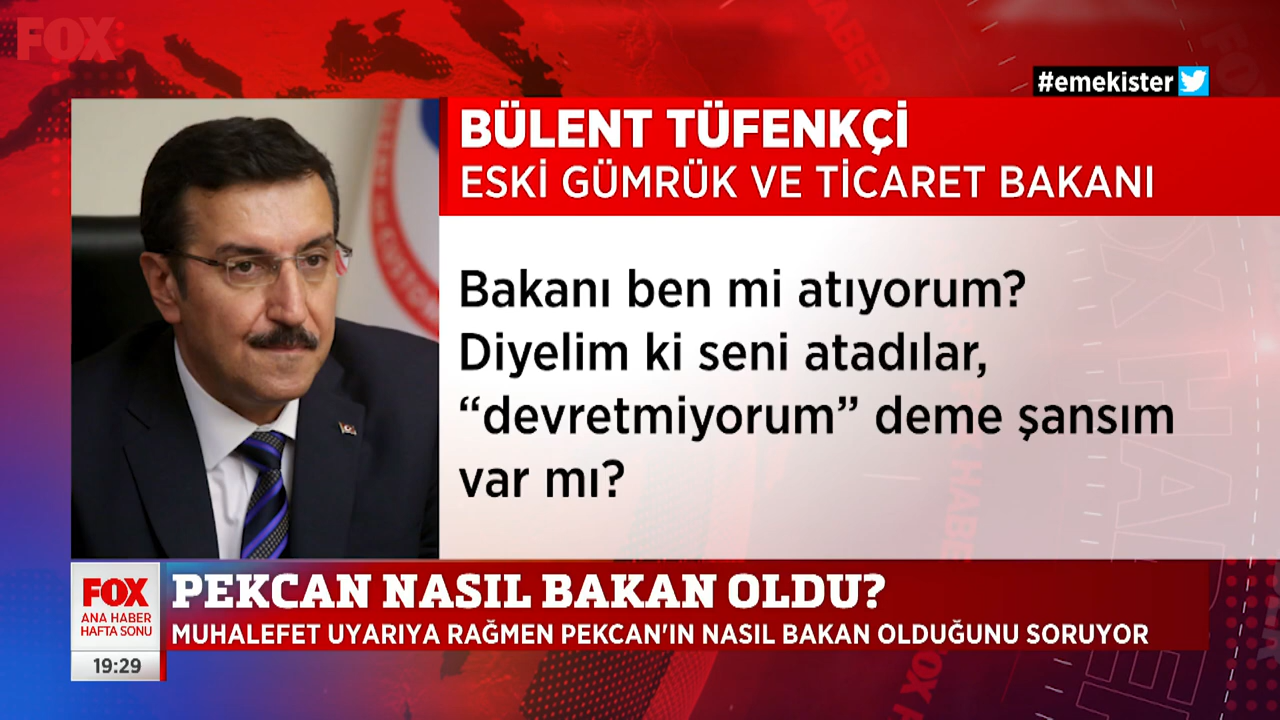 FOX
#emekister
BÜLENT TÜFENKÇİ
ESKİ GÜMRÜK VE TİCARET BAKANI
Bakanı ben mi atıyorum?
Diyelim ki seni atadılar,
“devretmiyorum” deme şansım
var mı?
FOX
ANA HABER
HAFTA SONU
19:29
PEKCAN NASIL BAKAN OLDU?
MUHALEFET UYARIYA RAĞMEN PEKCAN'IN NASIL BAKAN OLDUĞUNU SORUYOR